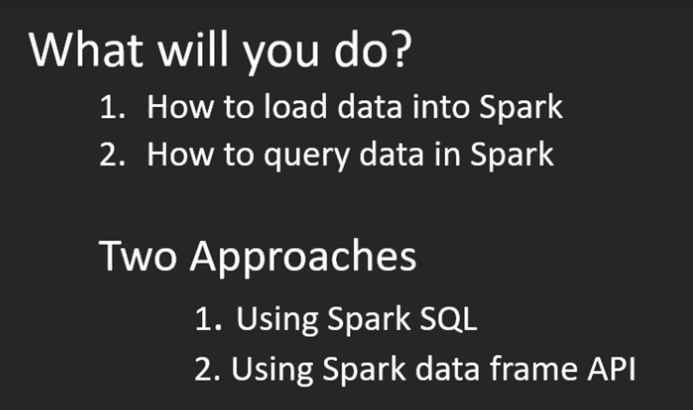 What will you do?
1. How to load data into Spark
2. How to query data in Spark
Two Approaches
1. Using Spark SQL
2. Using Spark data frame API